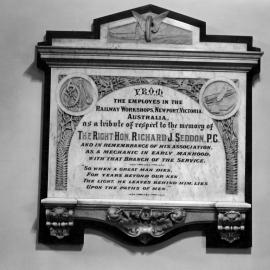 FROM
THE EMPLOYES IN THE
RAILWAY WORKSHOPS, NEWPORT, VICTORIA,
AUSTRALIA,
as a tribute of respect to the memory of
THE RIGHT HON. RICHARD J. SEDDON, P.C.
AND IN REMEMBRANCE OF HIS ASSOCIATION,
AS A MECHANIC IN EARLY MANHOOD,
WITH THAT BRANCH OF THE SERVICE.
SO WHEN A GREAT MAN DIES,
FOR YEARS BEYOND OUR KEN
THE LIGHT HE LEAVES BEHIND HIM, LIES
UPON THE PATHS OF MEN.